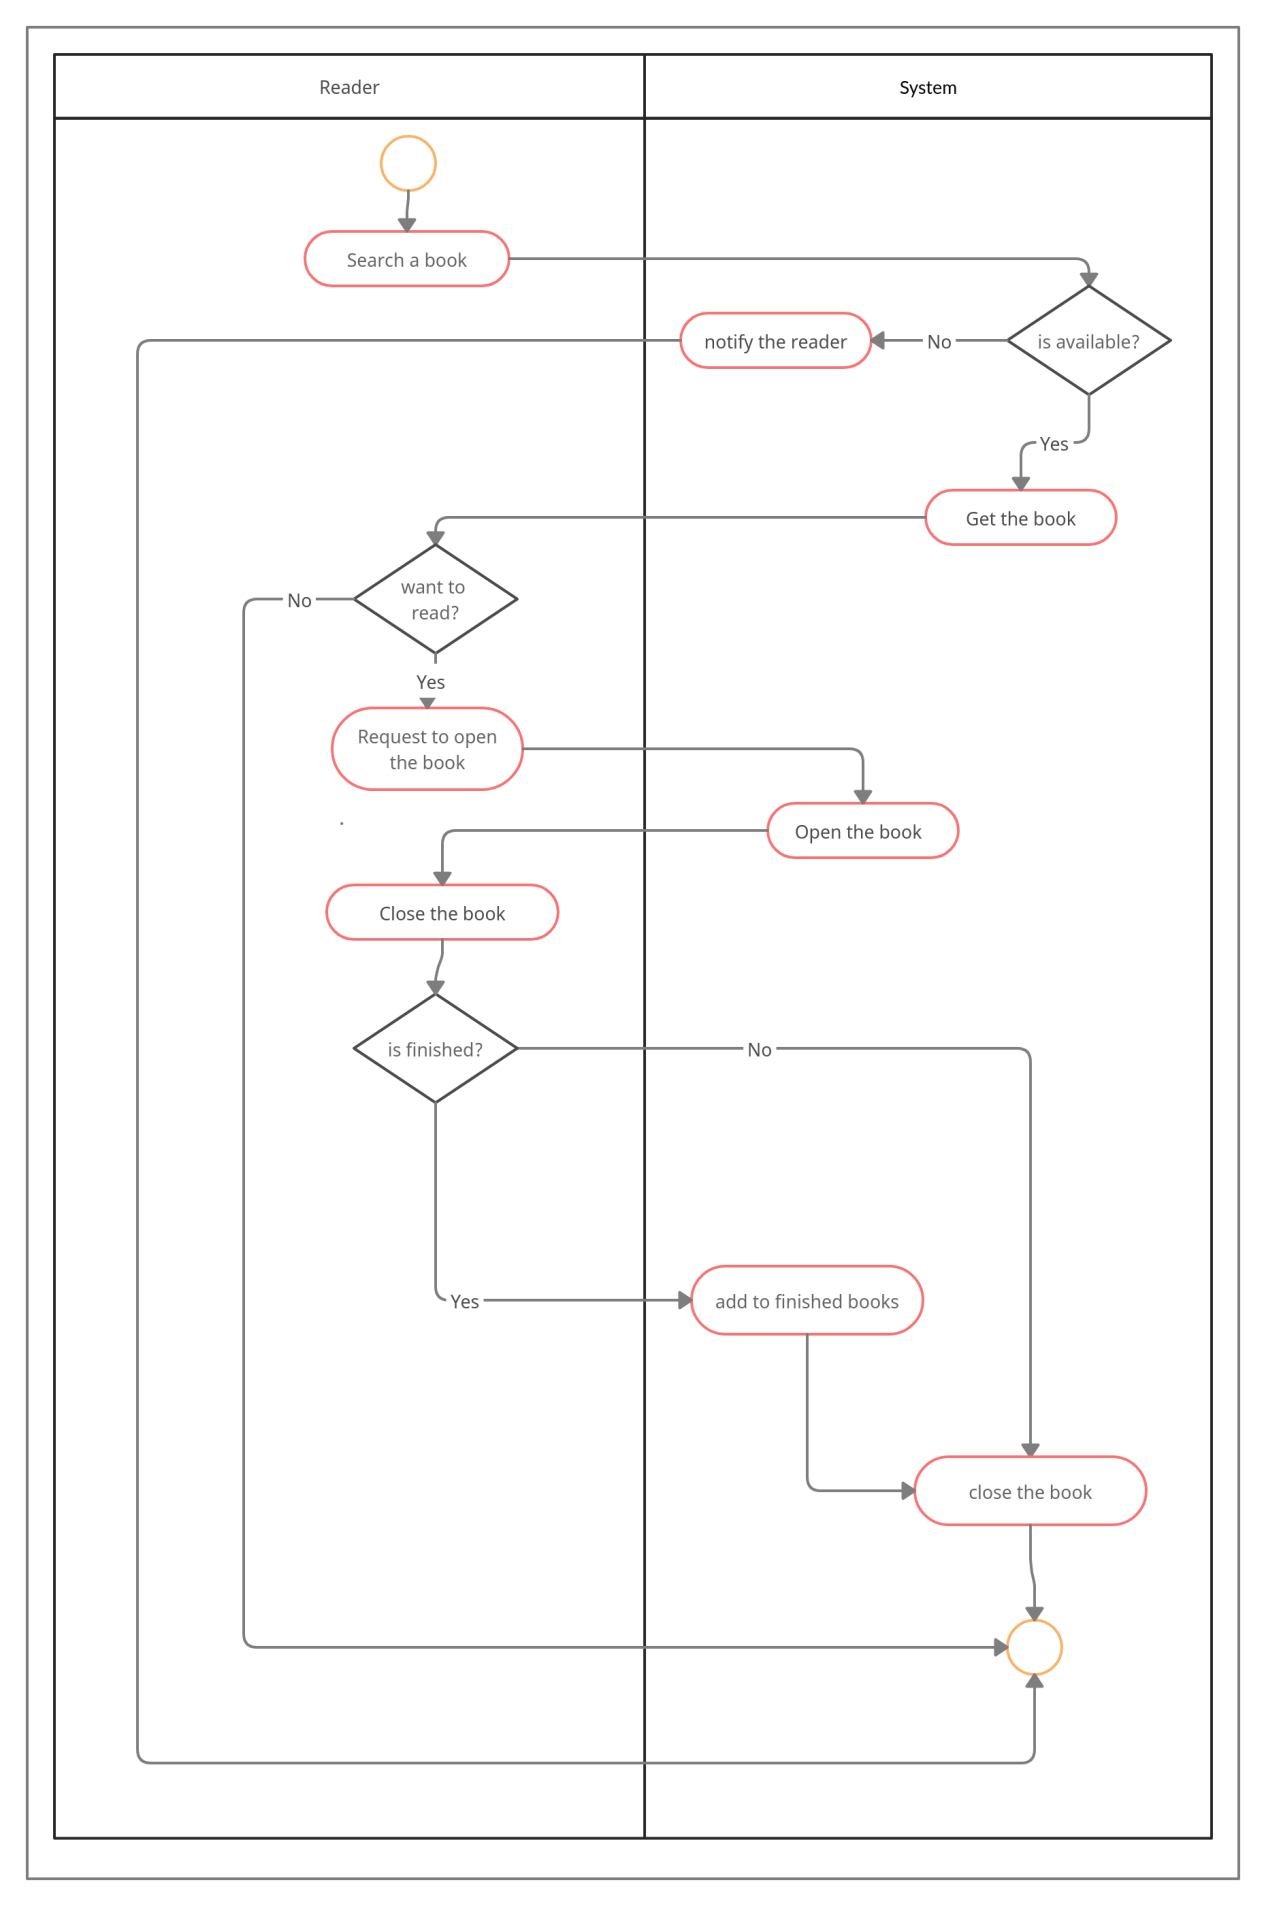 Reader
System
Search a book
is available?
No
notify the reader
Yes
Get the book
want to
read?
No
Yes
Request to open
the book
.
Open the book
Close the book
is finished?
No
Yes
add to finished books
close the book